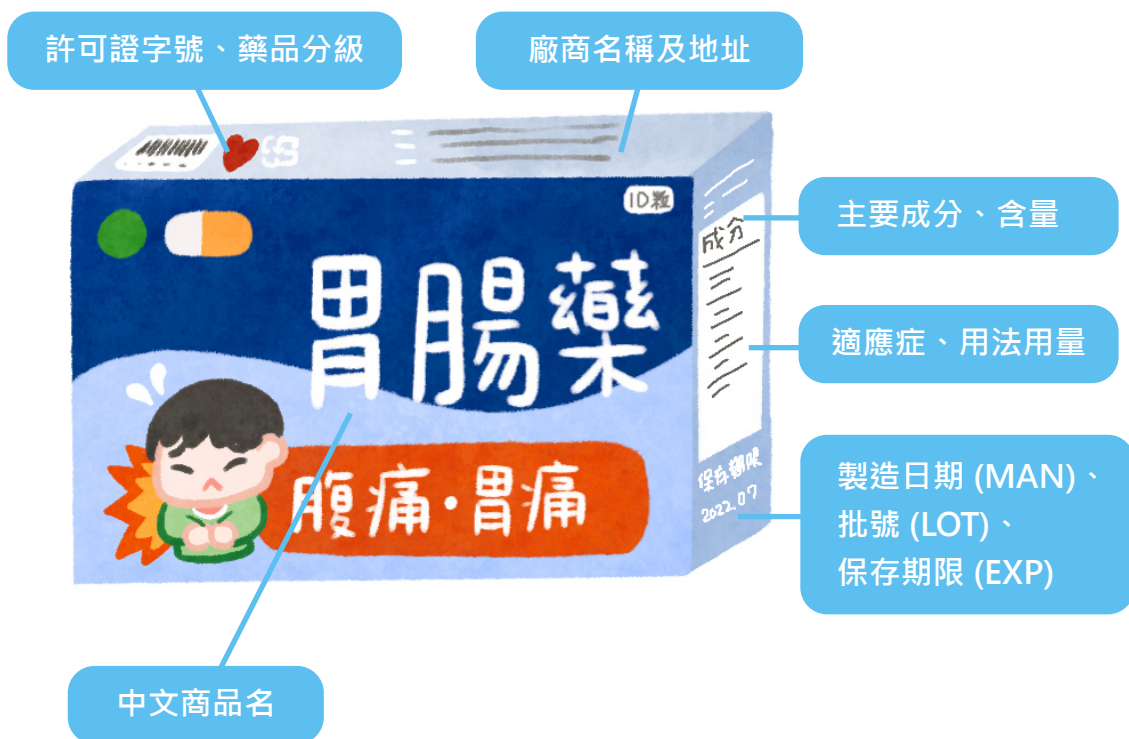 許可證字號、藥品分級
廠商名稱及地址
10粒
主要成分、含量
成分
胃腸藥
適應症、用法用量
腹痛·胃痛
保存期限
2022.07
製造日期 (MAN)、
批號 (LOT)、
保存期限 (EXP)
中文商品名